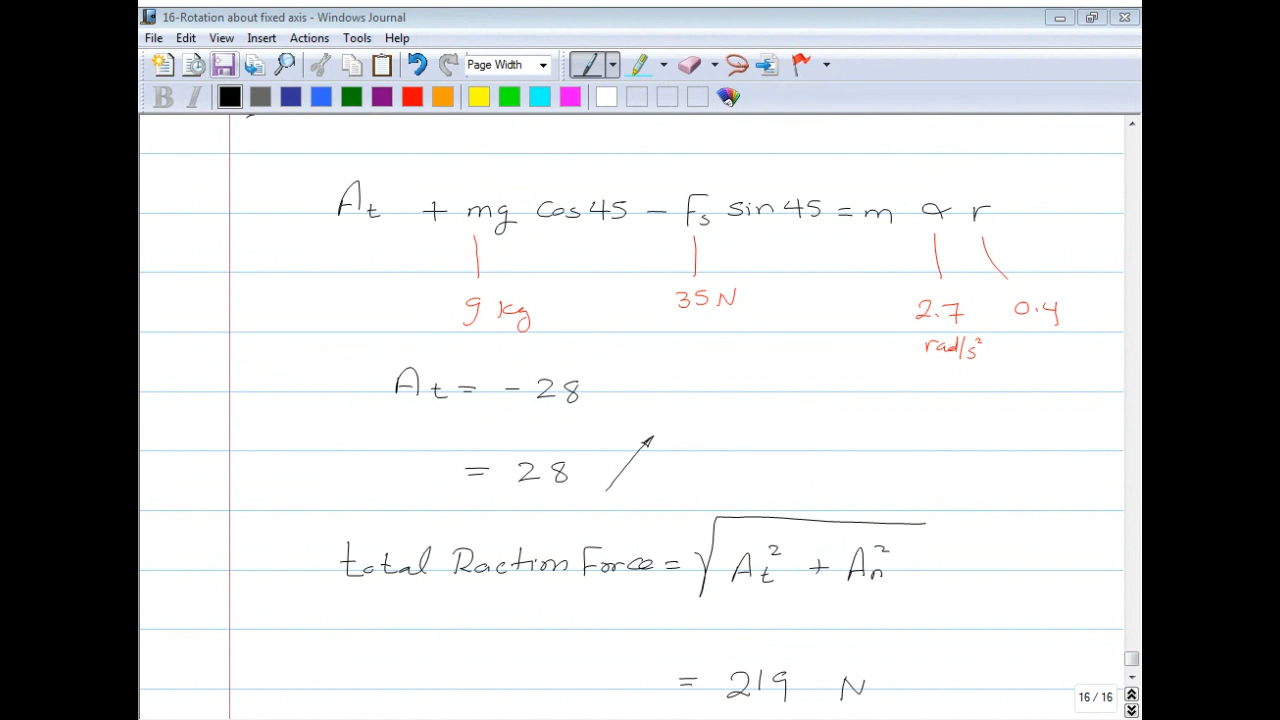 16-Rotation about fixed axis - Windows Journal
File Edit View Insert Actions Tools Help
Page Width
B I
At + mg cos 45 - Fs sin 45 = m α r
9 kg 35 N 2.7 0.4
rad/s²
At = - 28
= 28
total Raction Force = √At² + An²
= 219 N
16 / 16